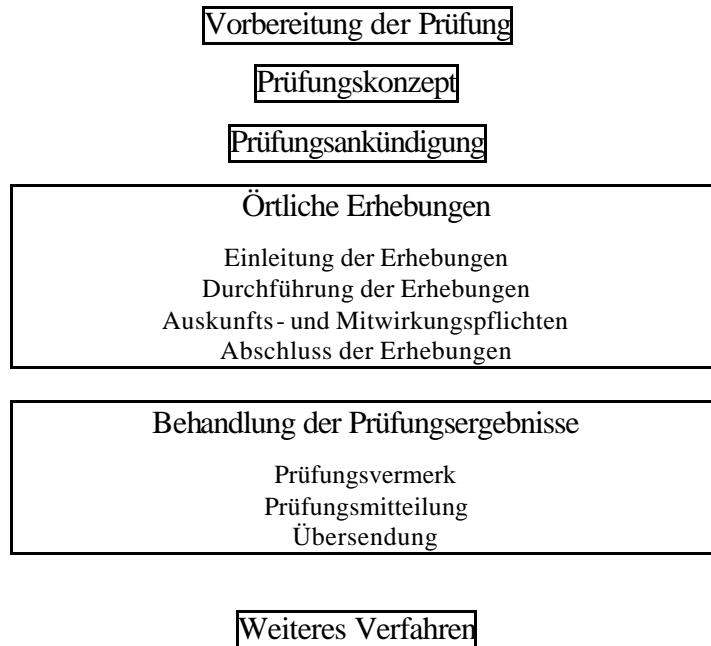 Vorbereitung der Prüfung
Prüfungskonzept
Prüfungsankündigung
Örtliche Erhebungen
Einleitung der Erhebungen
Durchführung der Erhebungen
Auskunfts- und Mitwirkungspflichten
Abschluss der Erhebungen
Behandlung der Prüfungsergebnisse
Prüfungsvermerk
Prüfungsmitteilung
Übersendung
Weiteres Verfahren